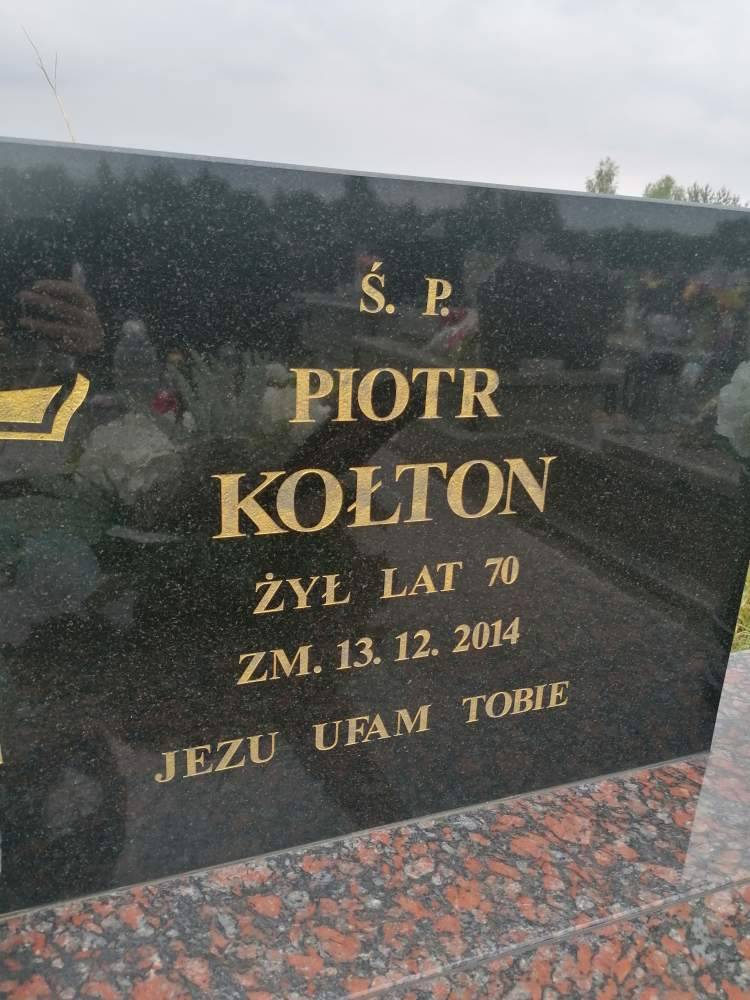 Ś. P.
PIOTR
KOŁTON
ŻYŁ LAT 70
ZM. 13. 12. 2014
JEZU UFAM TOBIE